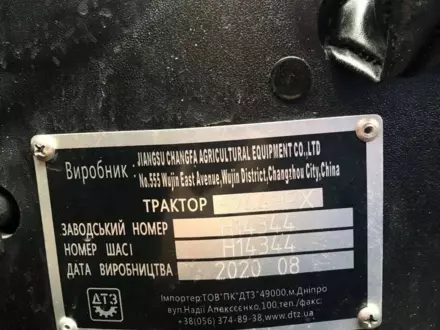 Виробник : JIANGSU CHANGFA AGRICULTURAL EQUIPMENT CO.,LTD
No.555 Wujin East Avenue,Wujin District,Changzhou City,China
ТРАКТОР
ЗАВОДСЬКИЙ НОМЕР H14344
НОМЕР ШАСІ H14344
ДАТА ВИРОБНИЦТВА 2020 08
ДТЗ
Імпортер:ТОВ"ПК"ДТЗ"49000,м.Дніпро
вул.Надії Алексєєнко,100,тел./факс:
+38(056) 374-89-38,www.dtz.ua